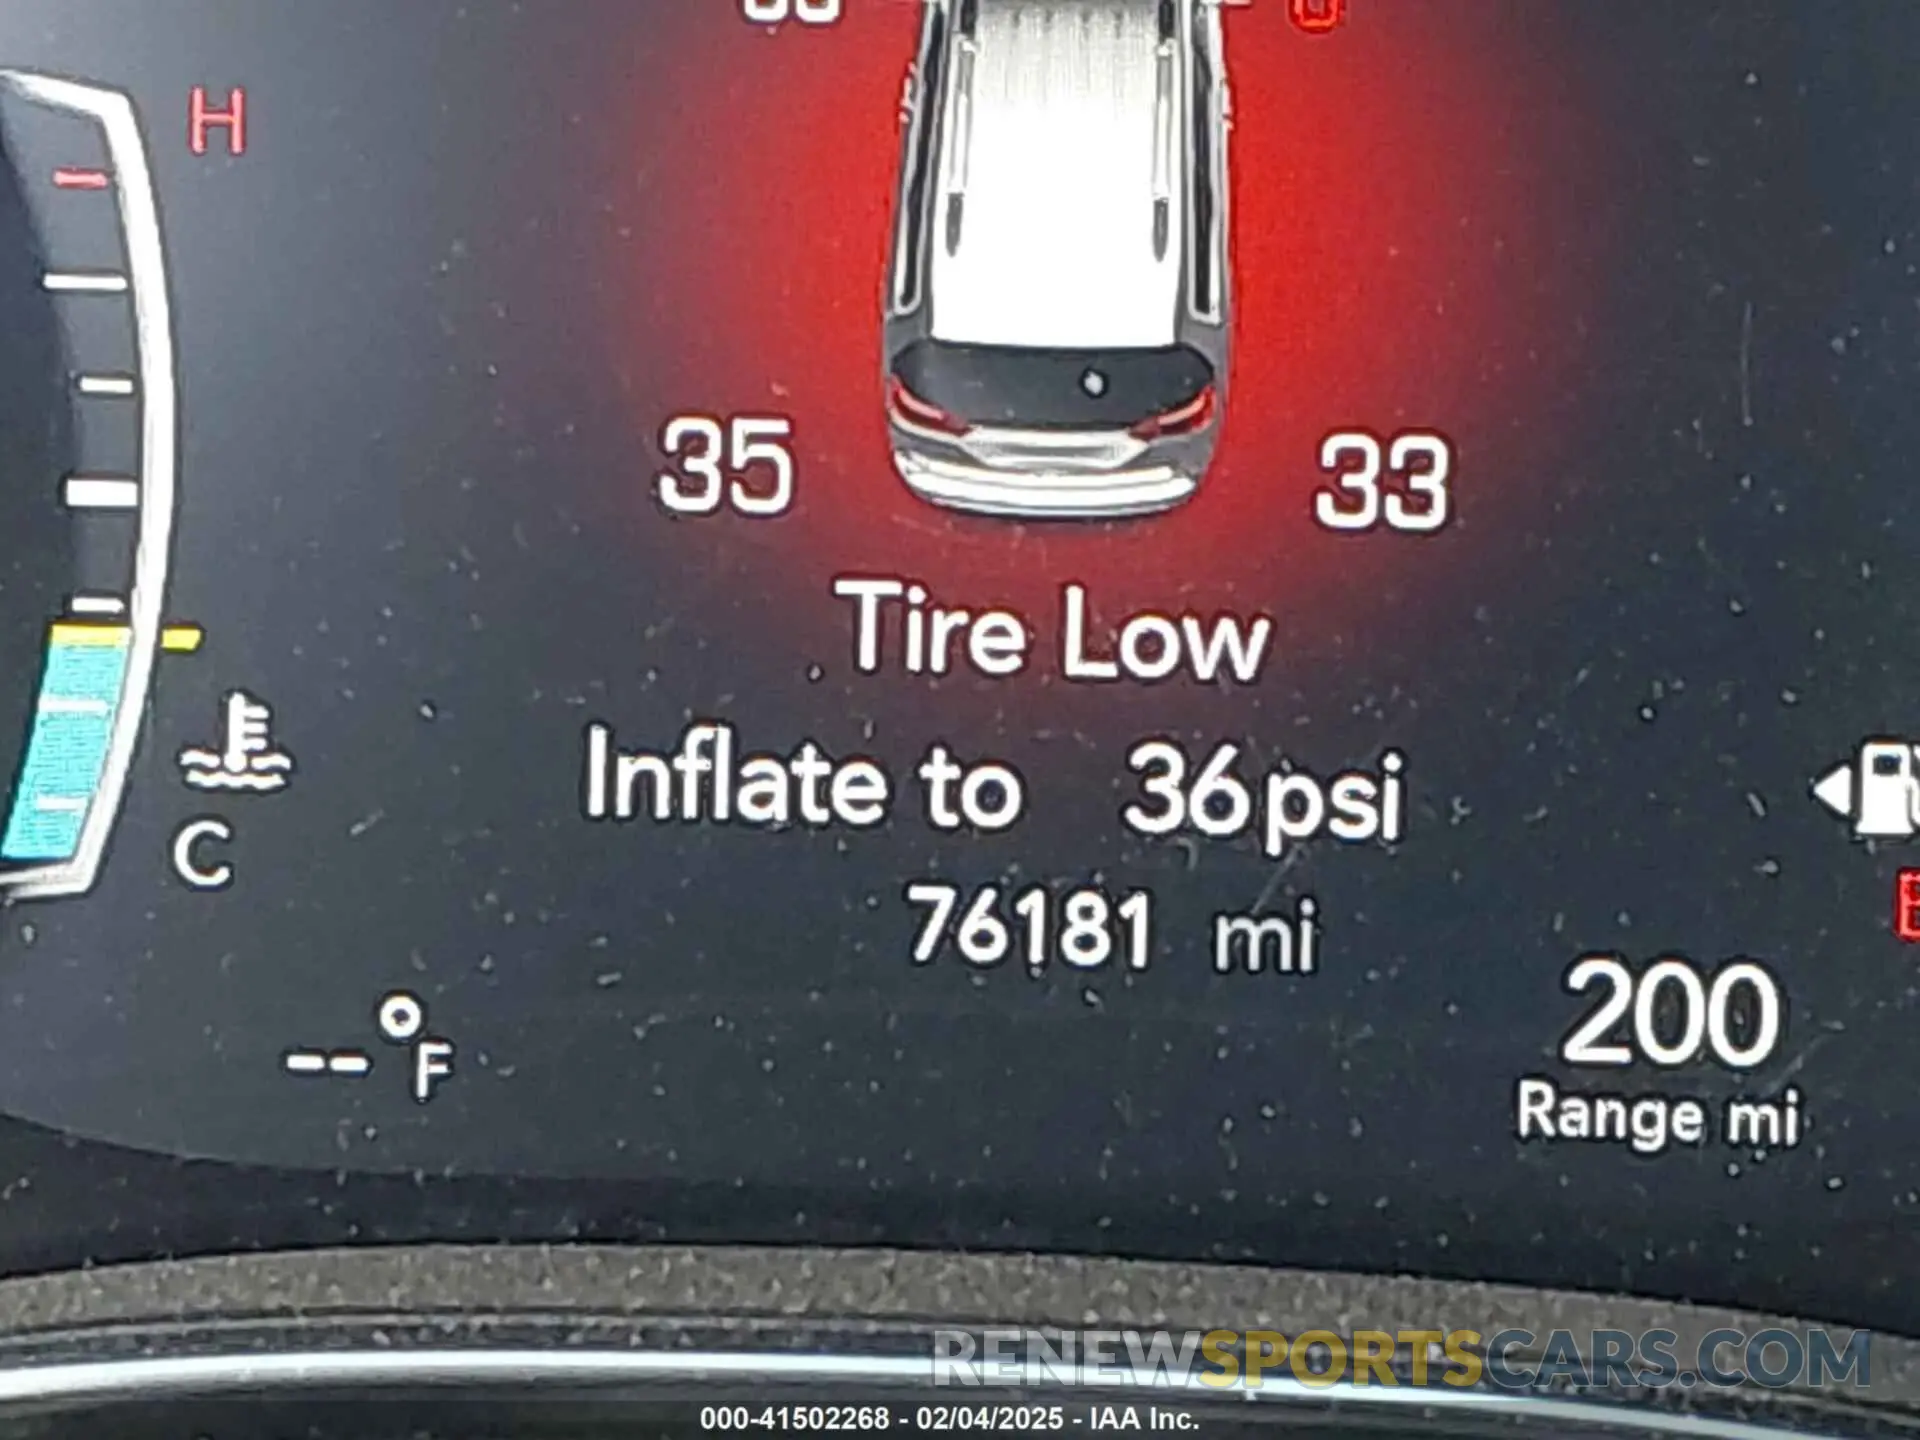 H
35 33
Tire Low
Inflate to 36psi
C
76181 mi
--°F
200
Range mi
RENEWSPORTSCARS.COM
000-41502268 - 02/04/2025 - IAA Inc.